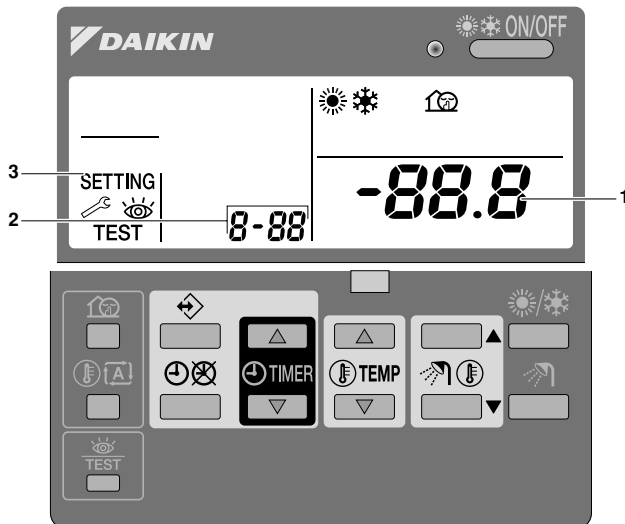 DAIKIN
ON/OFF
3
SETTING
-88.8
1
2
8-88
TEST
TIMER
TEMP
A
TEST